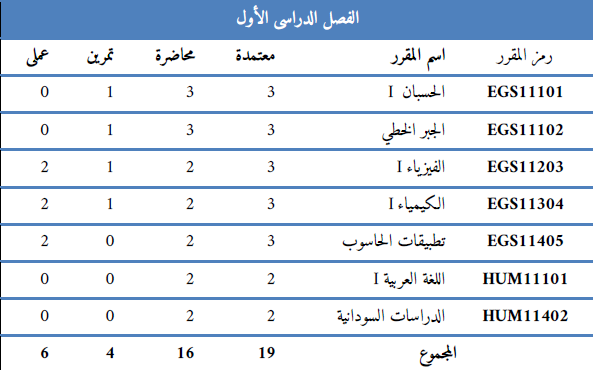 الفصل الدراسى الأول
رمز المقرر اسم المقرر معتمدة محاضرة تمرين عملى
EGS11101 الحسبان I 3 3 1 0
EGS11102 الجبر الخطي 3 3 1 0
EGS11203 الفيزياء I 3 2 1 2
EGS11304 الكيمياء I 3 2 1 2
EGS11405 تطبيقات الحاسوب 3 2 0 2
HUM11101 اللغة العربية I 2 2 0 0
HUM11402 الدراسات السودانية 2 2 0 0
المجموع 19 16 4 6